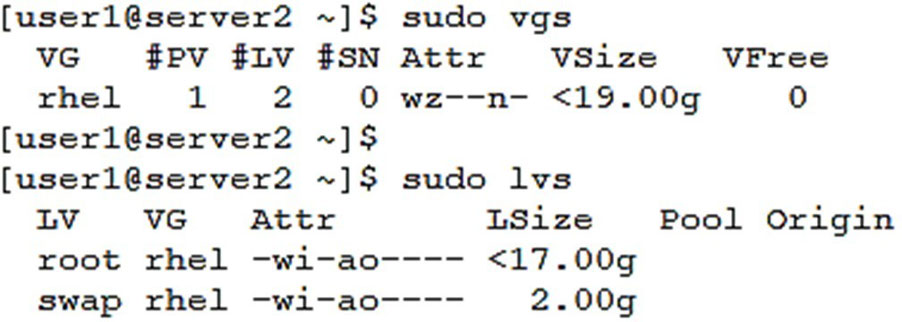 [user1@server2 ~]$ sudo vgs
  VG   #PV #LV #SN Attr   VSize   VFree
  rhel   1   2   0 wz--n- <19.00g    0
[user1@server2 ~]$
[user1@server2 ~]$ sudo lvs
  LV   VG   Attr       LSize   Pool Origin
  root rhel -wi-ao---- <17.00g
  swap rhel -wi-ao----   2.00g